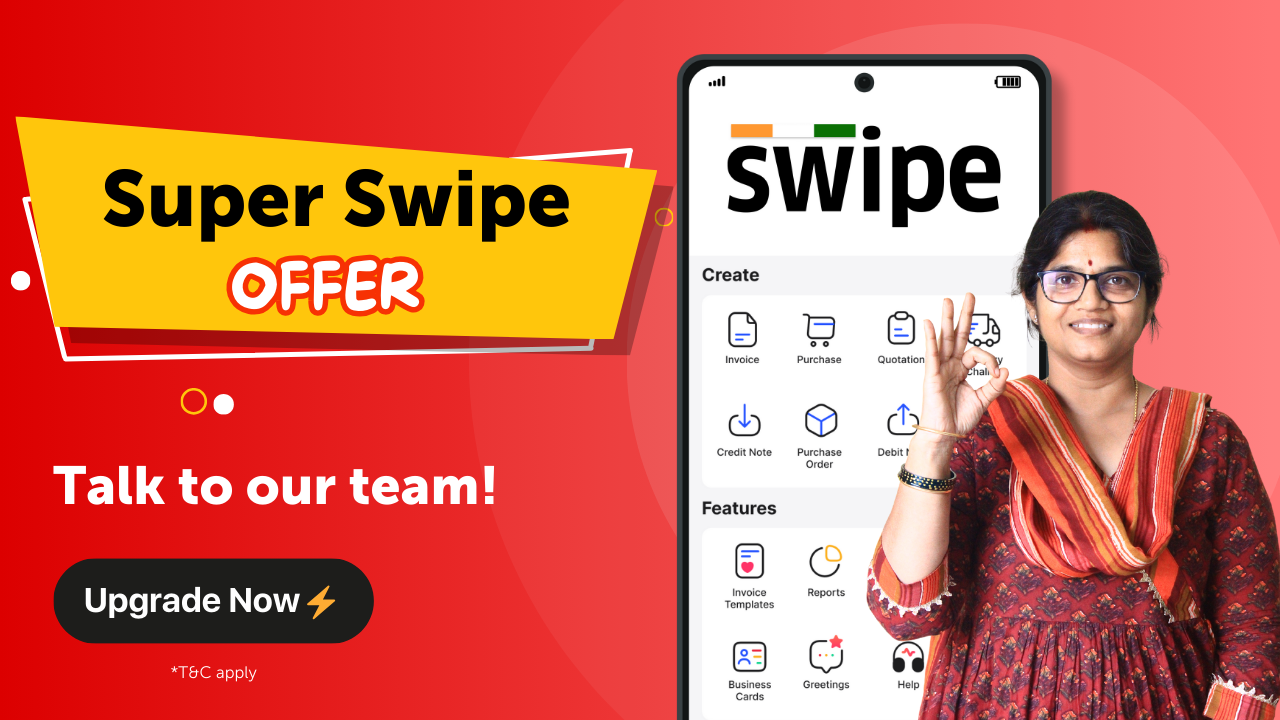 Super Swipe
OFFER
Talk to our team!
Upgrade Now
*T&C apply
swipe
Create
Invoice
Purchase
Quotation
Credit Note
Purchase
Order
Debit
Features
Invoice
Templates
Reports
Business
Cards
Greetings
Help